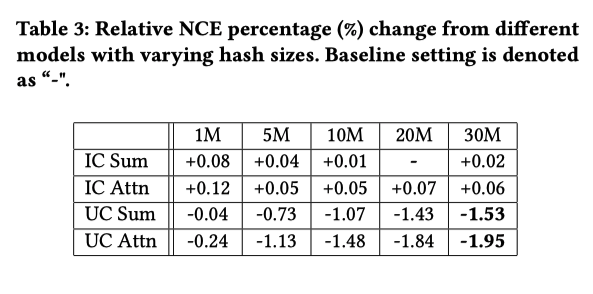 Table 3: Relative NCE percentage (%) change from different
models with varying hash sizes. Baseline setting is denoted
as “-".
1M 5M 10M 20M 30M
IC Sum +0.08 +0.04 +0.01 - +0.02
IC Attn +0.12 +0.05 +0.05 +0.07 +0.06
UC Sum -0.04 -0.73 -1.07 -1.43 -1.53
UC Attn -0.24 -1.13 -1.48 -1.84 -1.95